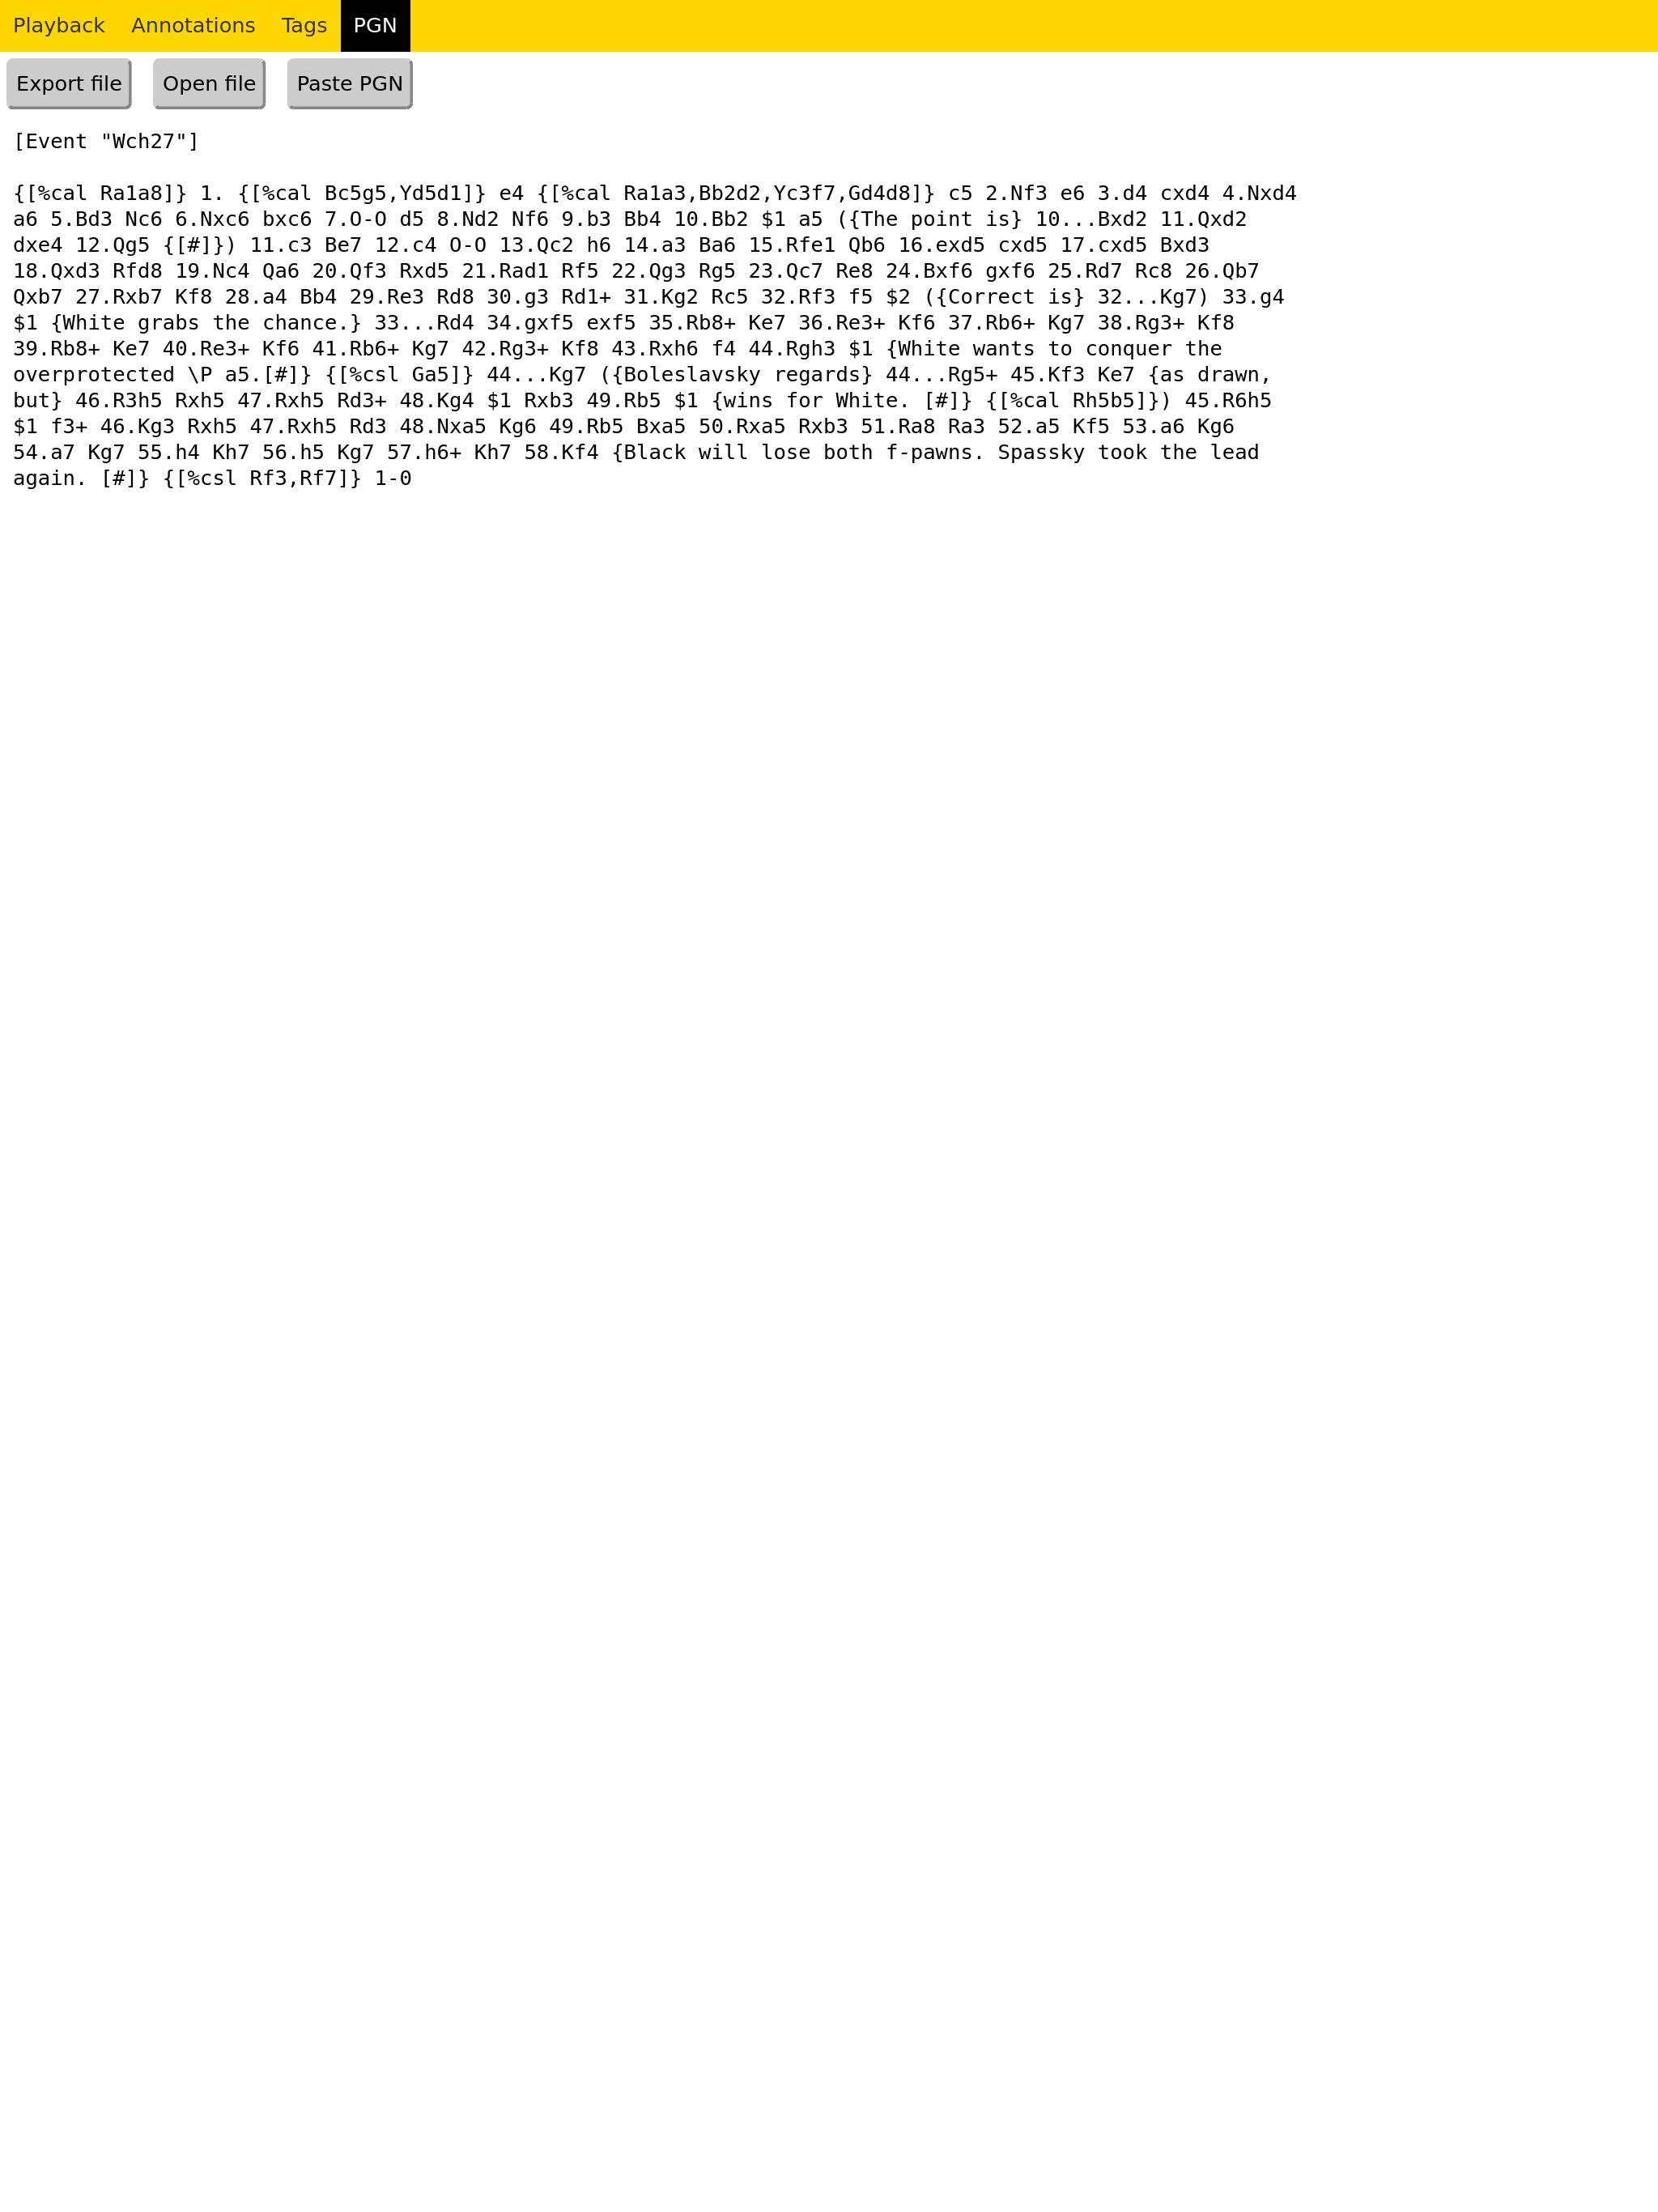 Playback Annotations Tags PGN
Export file Open file Paste PGN
[Event "Wch27"]
{[%cal Ra1a8]} 1. {[%cal Bc5g5,Yd5d1]} e4 {[%cal Ra1a3,Bb2d2,Yc3f7,Gd4d8]} c5 2.Nf3 e6 3.d4 cxd4 4.Nxd4
a6 5.Bd3 Nc6 6.Nxc6 bxc6 7.O-O d5 8.Nd2 Nf6 9.b3 Bb4 10.Bb2 $1 a5 ({The point is} 10...Bxd2 11.Qxd2
dxe4 12.Qg5 {[#]}) 11.c3 Be7 12.c4 O-O 13.Qc2 h6 14.a3 Ba6 15.Rfe1 Qb6 16.exd5 cxd5 17.cxd5 Bxd3
18.Qxd3 Rfd8 19.Nc4 Qa6 20.Qf3 Rxd5 21.Rad1 Rf5 22.Qg3 Rg5 23.Qc7 Re8 24.Bxf6 gxf6 25.Rd7 Rc8 26.Qb7
Qxb7 27.Rxb7 Kf8 28.a4 Bb4 29.Re3 Rd8 30.g3 Rd1+ 31.Kg2 Rc5 32.Rf3 f5 $2 ({Correct is} 32...Kg7) 33.g4
$1 {White grabs the chance.} 33...Rd4 34.gxf5 exf5 35.Rb8+ Ke7 36.Re3+ Kf6 37.Rb6+ Kg7 38.Rg3+ Kf8
39.Rb8+ Ke7 40.Re3+ Kf6 41.Rb6+ Kg7 42.Rg3+ Kf8 43.Rxh6 f4 44.Rgh3 $1 {White wants to conquer the
overprotected \P a5.[#]} {[%csl Ga5]} 44...Kg7 ({Boleslavsky regards} 44...Rg5+ 45.Kf3 Ke7 {as drawn,
but} 46.R3h5 Rxh5 47.Rxh5 Rd3+ 48.Kg4 $1 Rxb3 49.Rb5 $1 {wins for White. [#]} {[%cal Rh5b5]}) 45.R6h5
$1 f3+ 46.Kg3 Rxh5 47.Rxh5 Rd3 48.Nxa5 Kg6 49.Rb5 Bxa5 50.Rxa5 Rxb3 51.Ra8 Ra3 52.a5 Kf5 53.a6 Kg6
54.a7 Kg7 55.h4 Kh7 56.h5 Kg7 57.h6+ Kh7 58.Kf4 {Black will lose both f-pawns. Spassky took the lead
again. [#]} {[%csl Rf3,Rf7]} 1-0